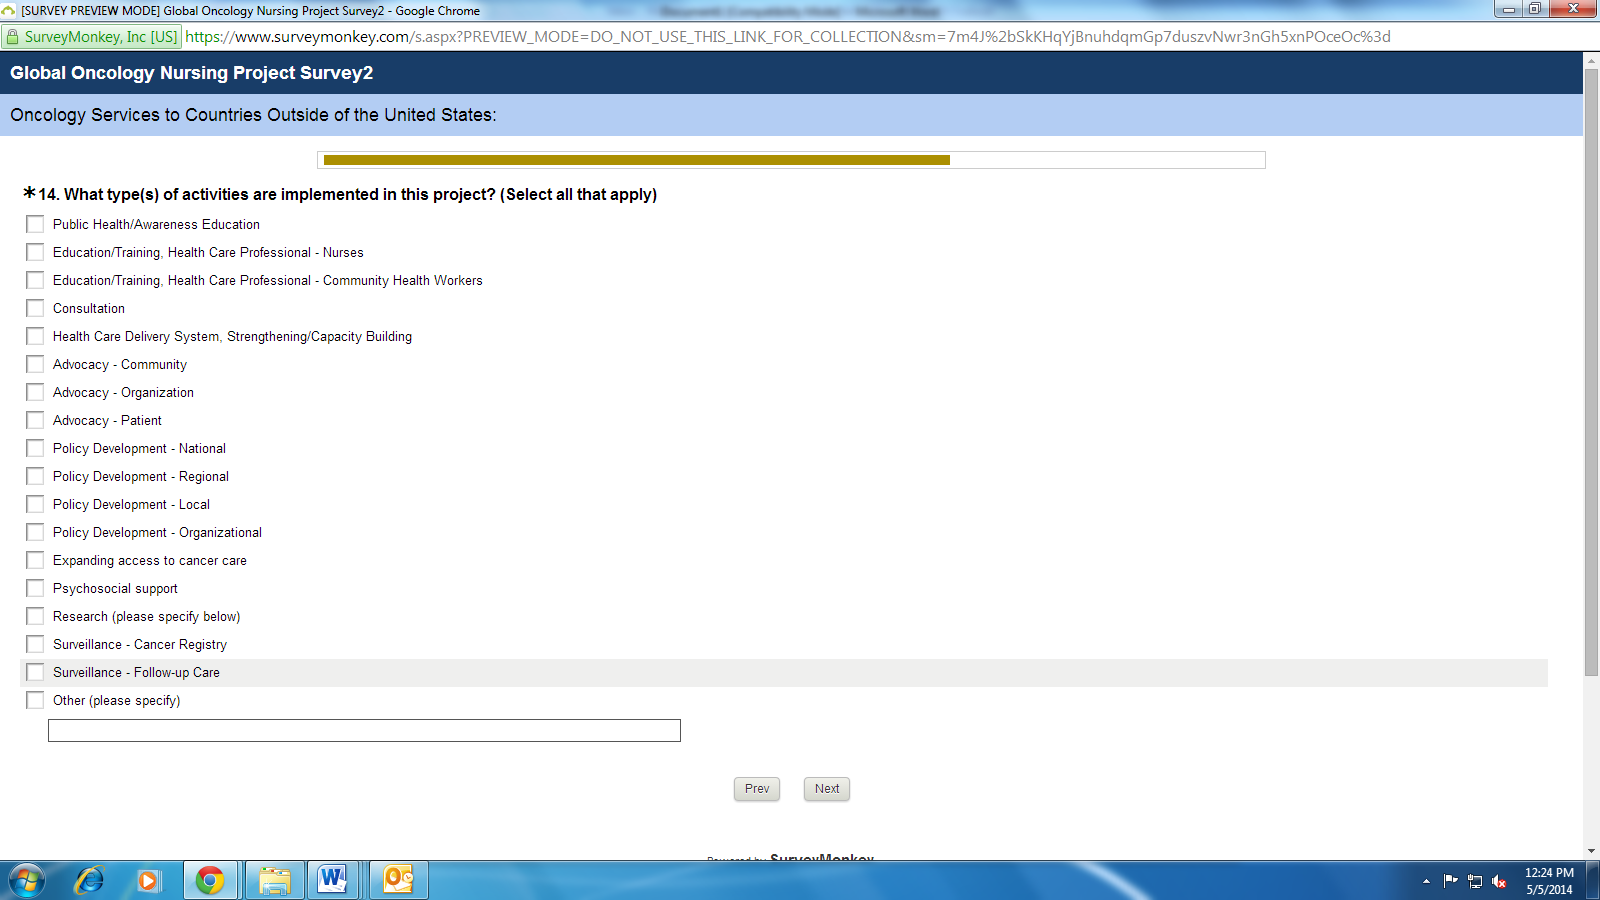 [SURVEY PREVIEW MODE] Global Oncology Nursing Project Survey2 - Google Chrome
SurveyMonkey, Inc [US] https://www.surveymonkey.com/s.aspx?PREVIEW_MODE=DO_NOT_USE_THIS_LINK_FOR_COLLECTION&sm=7m4J%2bSkKHqYjBnuhdqmGp7duszvNwr3nGh5xnPOceOc%3d
Global Oncology Nursing Project Survey2
Oncology Services to Countries Outside of the United States:
*14. What type(s) of activities are implemented in this project? (Select all that apply)
Public Health/Awareness Education
Education/Training, Health Care Professional - Nurses
Education/Training, Health Care Professional - Community Health Workers
Consultation
Health Care Delivery System, Strengthening/Capacity Building
Advocacy - Community
Advocacy - Organization
Advocacy - Patient
Policy Development - National
Policy Development - Regional
Policy Development - Local
Policy Development - Organizational
Expanding access to cancer care
Psychosocial support
Research (please specify below)
Surveillance - Cancer Registry
Surveillance - Follow-up Care
Other (please specify)
Prev Next
Powered by SurveyMonkey
12:24 PM
5/5/2014